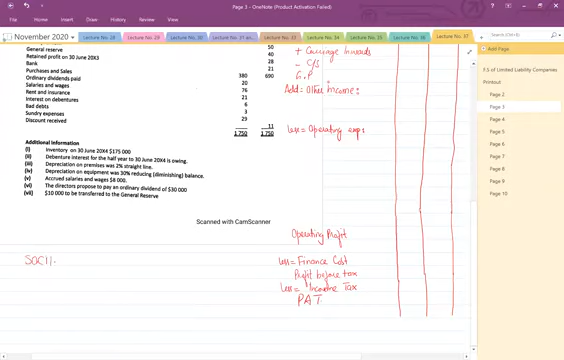 Page 3 - OneNote (Product Activation Failed)
File Home Insert Draw History Review View
November 2020
Lecture No. 28 Lecture No. 29 Lecture No. 30 Lecture No. 31 an... Lecture No. 33 Lecture No. 34 Lecture No. 35 Lecture No. 36 Lecture No. 37
Add Page
F.S of Limited Liability Companies
Printout
Page 2
Page 3
Page 4
Page 5
Page 6
Page 7
Page 8
Page 9
Page 10
General reserve 50
Retained profit on 30 June 20X3 40
Bank 28
Purchases and Sales 21
Ordinary dividends paid 380 690
Salaries and wages 20
Rent and insurance 76
Interest on debentures 21
Bad debts 6
Sundry expenses 3
Discount received 29
11
1 750 1 750
Additional Information
(i) Inventory on 30 June 20X4 $175 000
(ii) Debenture interest for the half year to 30 June 20X4 is owing.
(iii) Depreciation on premises was 2% straight line.
(iv) Depreciation on equipment was 30% reducing (diminishing) balance.
(v) Accrued salaries and wages $8 000.
(vi) The directors propose to pay an ordinary dividend of $30 000
(vii) $10 000 to be transferred to the General Reserve
Scanned with CamScanner
+ Carriage Inwards
- C/S
G.P
Add = Other Income:
less = Operating exp:
Operating Profit
less = Finance Cost
Profit before tax
less = Income Tax
PAT